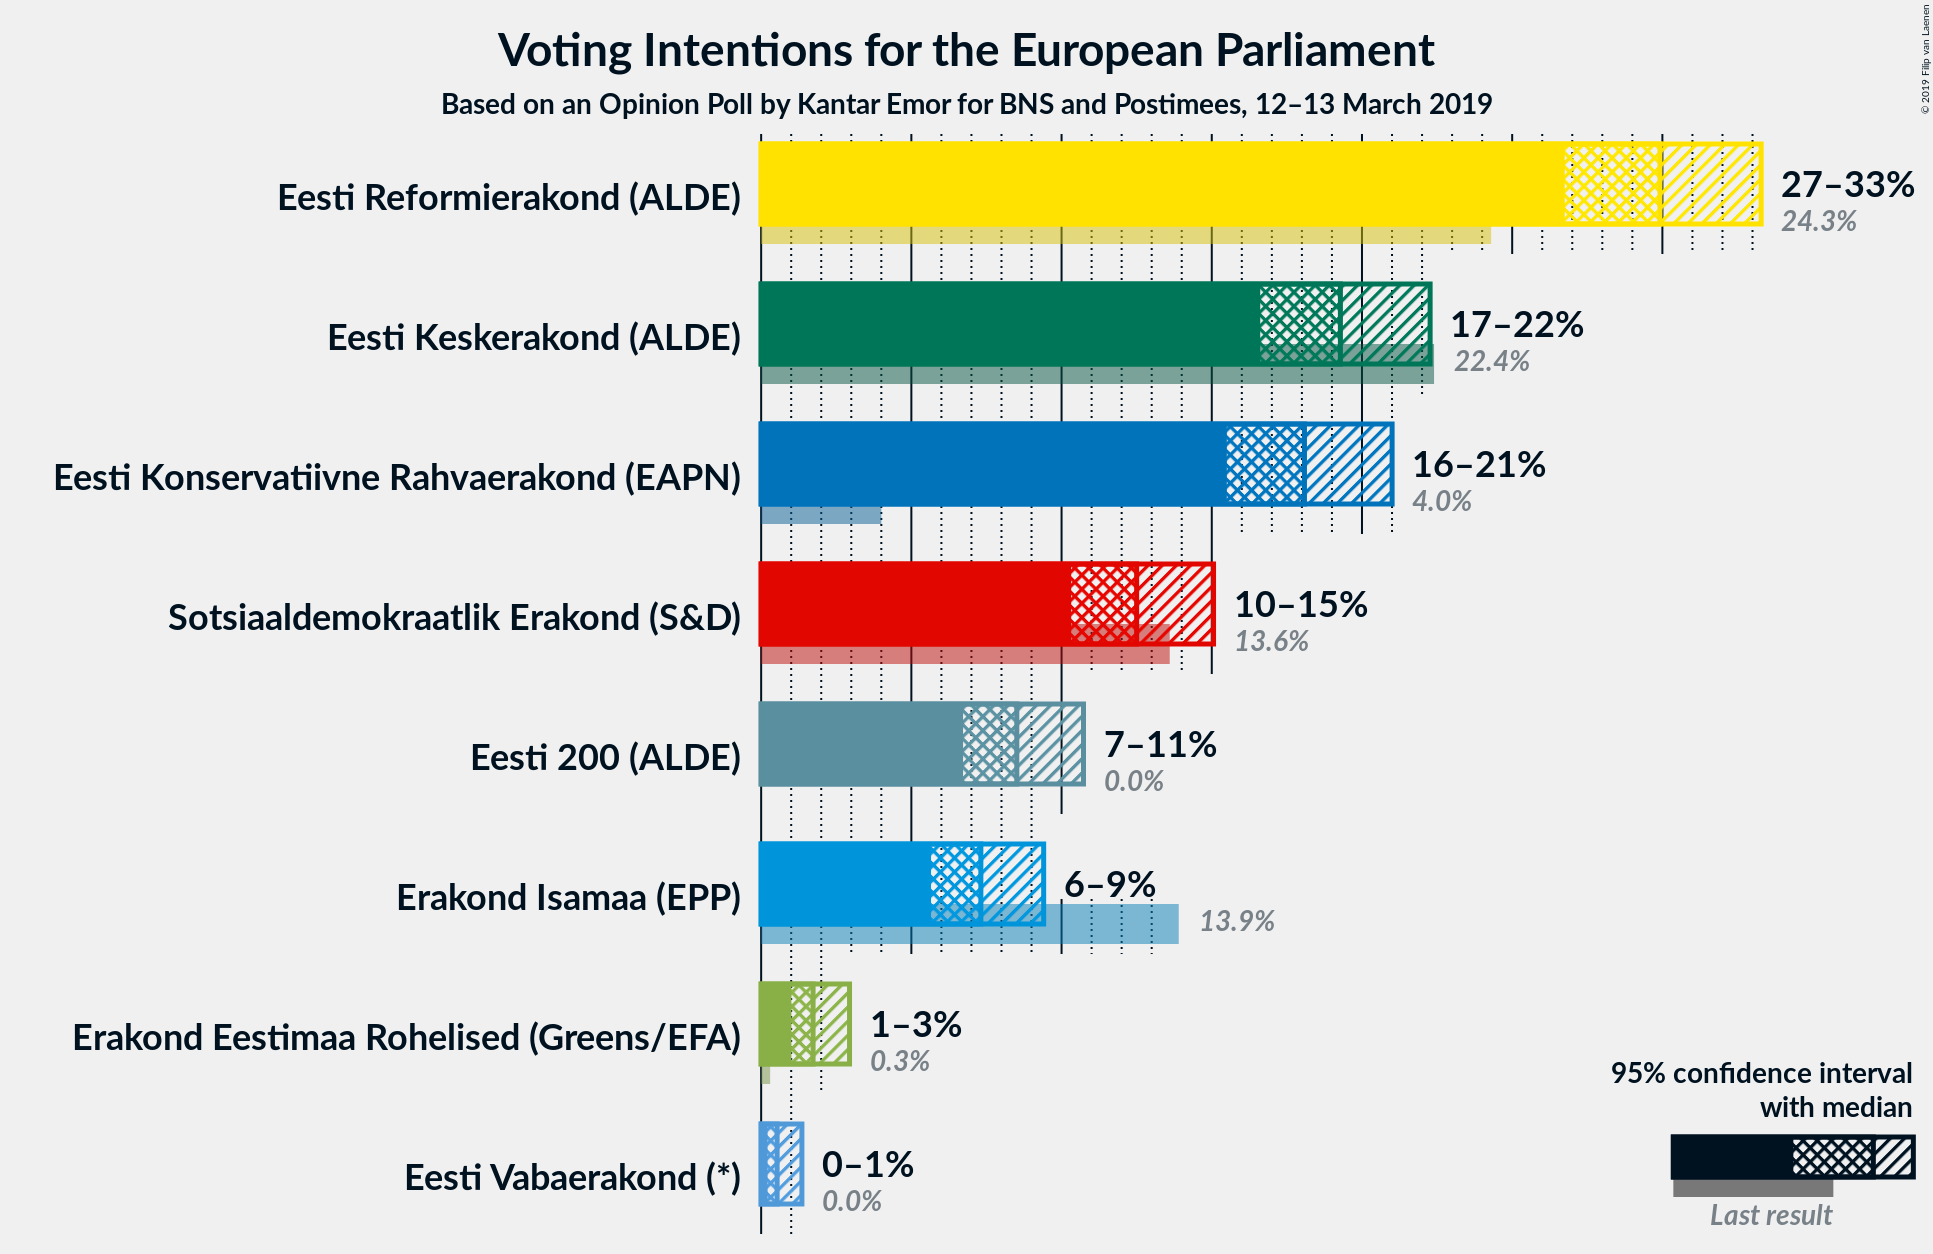 Voting Intentions for the European Parliament
Based on an Opinion Poll by Kantar Emor for BNS and Postimees, 12–13 March 2019
© 2019 Filip van Laenen
Eesti Reformierakond (ALDE)
27–33%
24.3%
Eesti Keskerakond (ALDE)
17–22%
22.4%
Eesti Konservatiivne Rahvaerakond (EAPN)
16–21%
4.0%
Sotsiaaldemokraatlik Erakond (S&D)
10–15%
13.6%
Eesti 200 (ALDE)
7–11%
0.0%
Erakond Isamaa (EPP)
6–9%
13.9%
Erakond Eestimaa Rohelised (Greens/EFA)
1–3%
0.3%
Eesti Vabaerakond (*)
0–1%
0.0%
95% confidence interval
with median
Last result